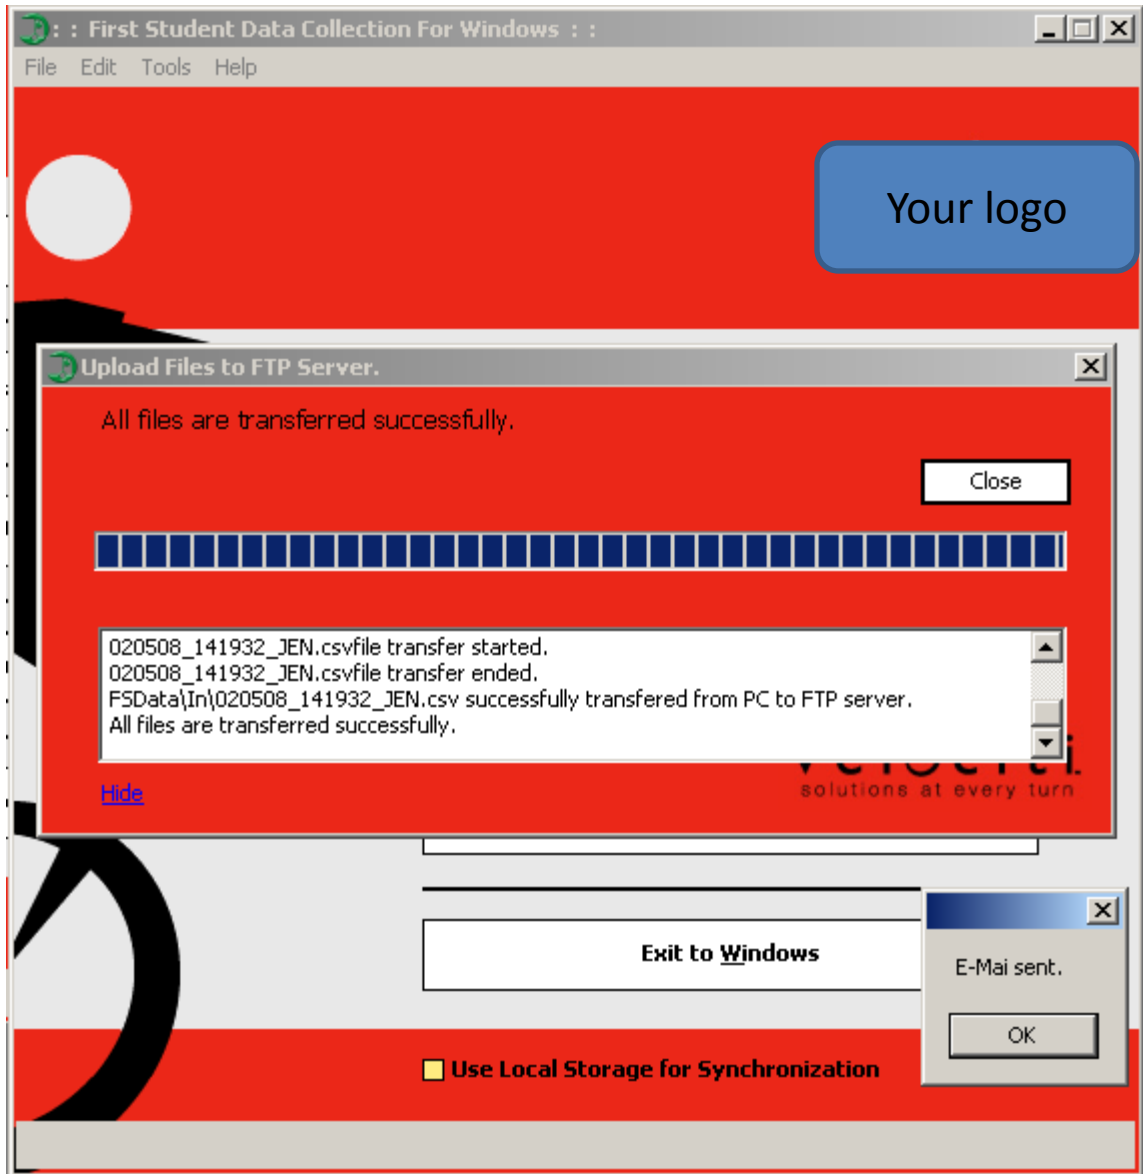 : : First Student Data Collection For Windows : :
File Edit Tools Help
Your logo
Upload Files to FTP Server.
All files are transferred successfully.
Close
020508_141932_JEN.csvfile transfer started.
020508_141932_JEN.csvfile transfer ended.
FSData\In\020508_141932_JEN.csv successfully transfered from PC to FTP server.
All files are transferred successfully.
Hide
solutions at every turn
Exit to Windows
E-Mai sent.
OK
Use Local Storage for Synchronization